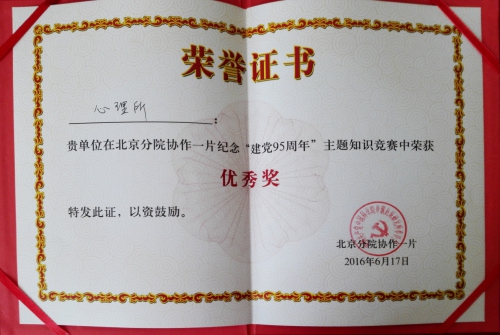 荣誉证书
心理所：
贵单位在北京分院协作一片纪念“建党95周年”主题知识竞赛中荣获
优秀奖
特发此证，以资鼓励。
北京分院协作一片
2016年6月17日